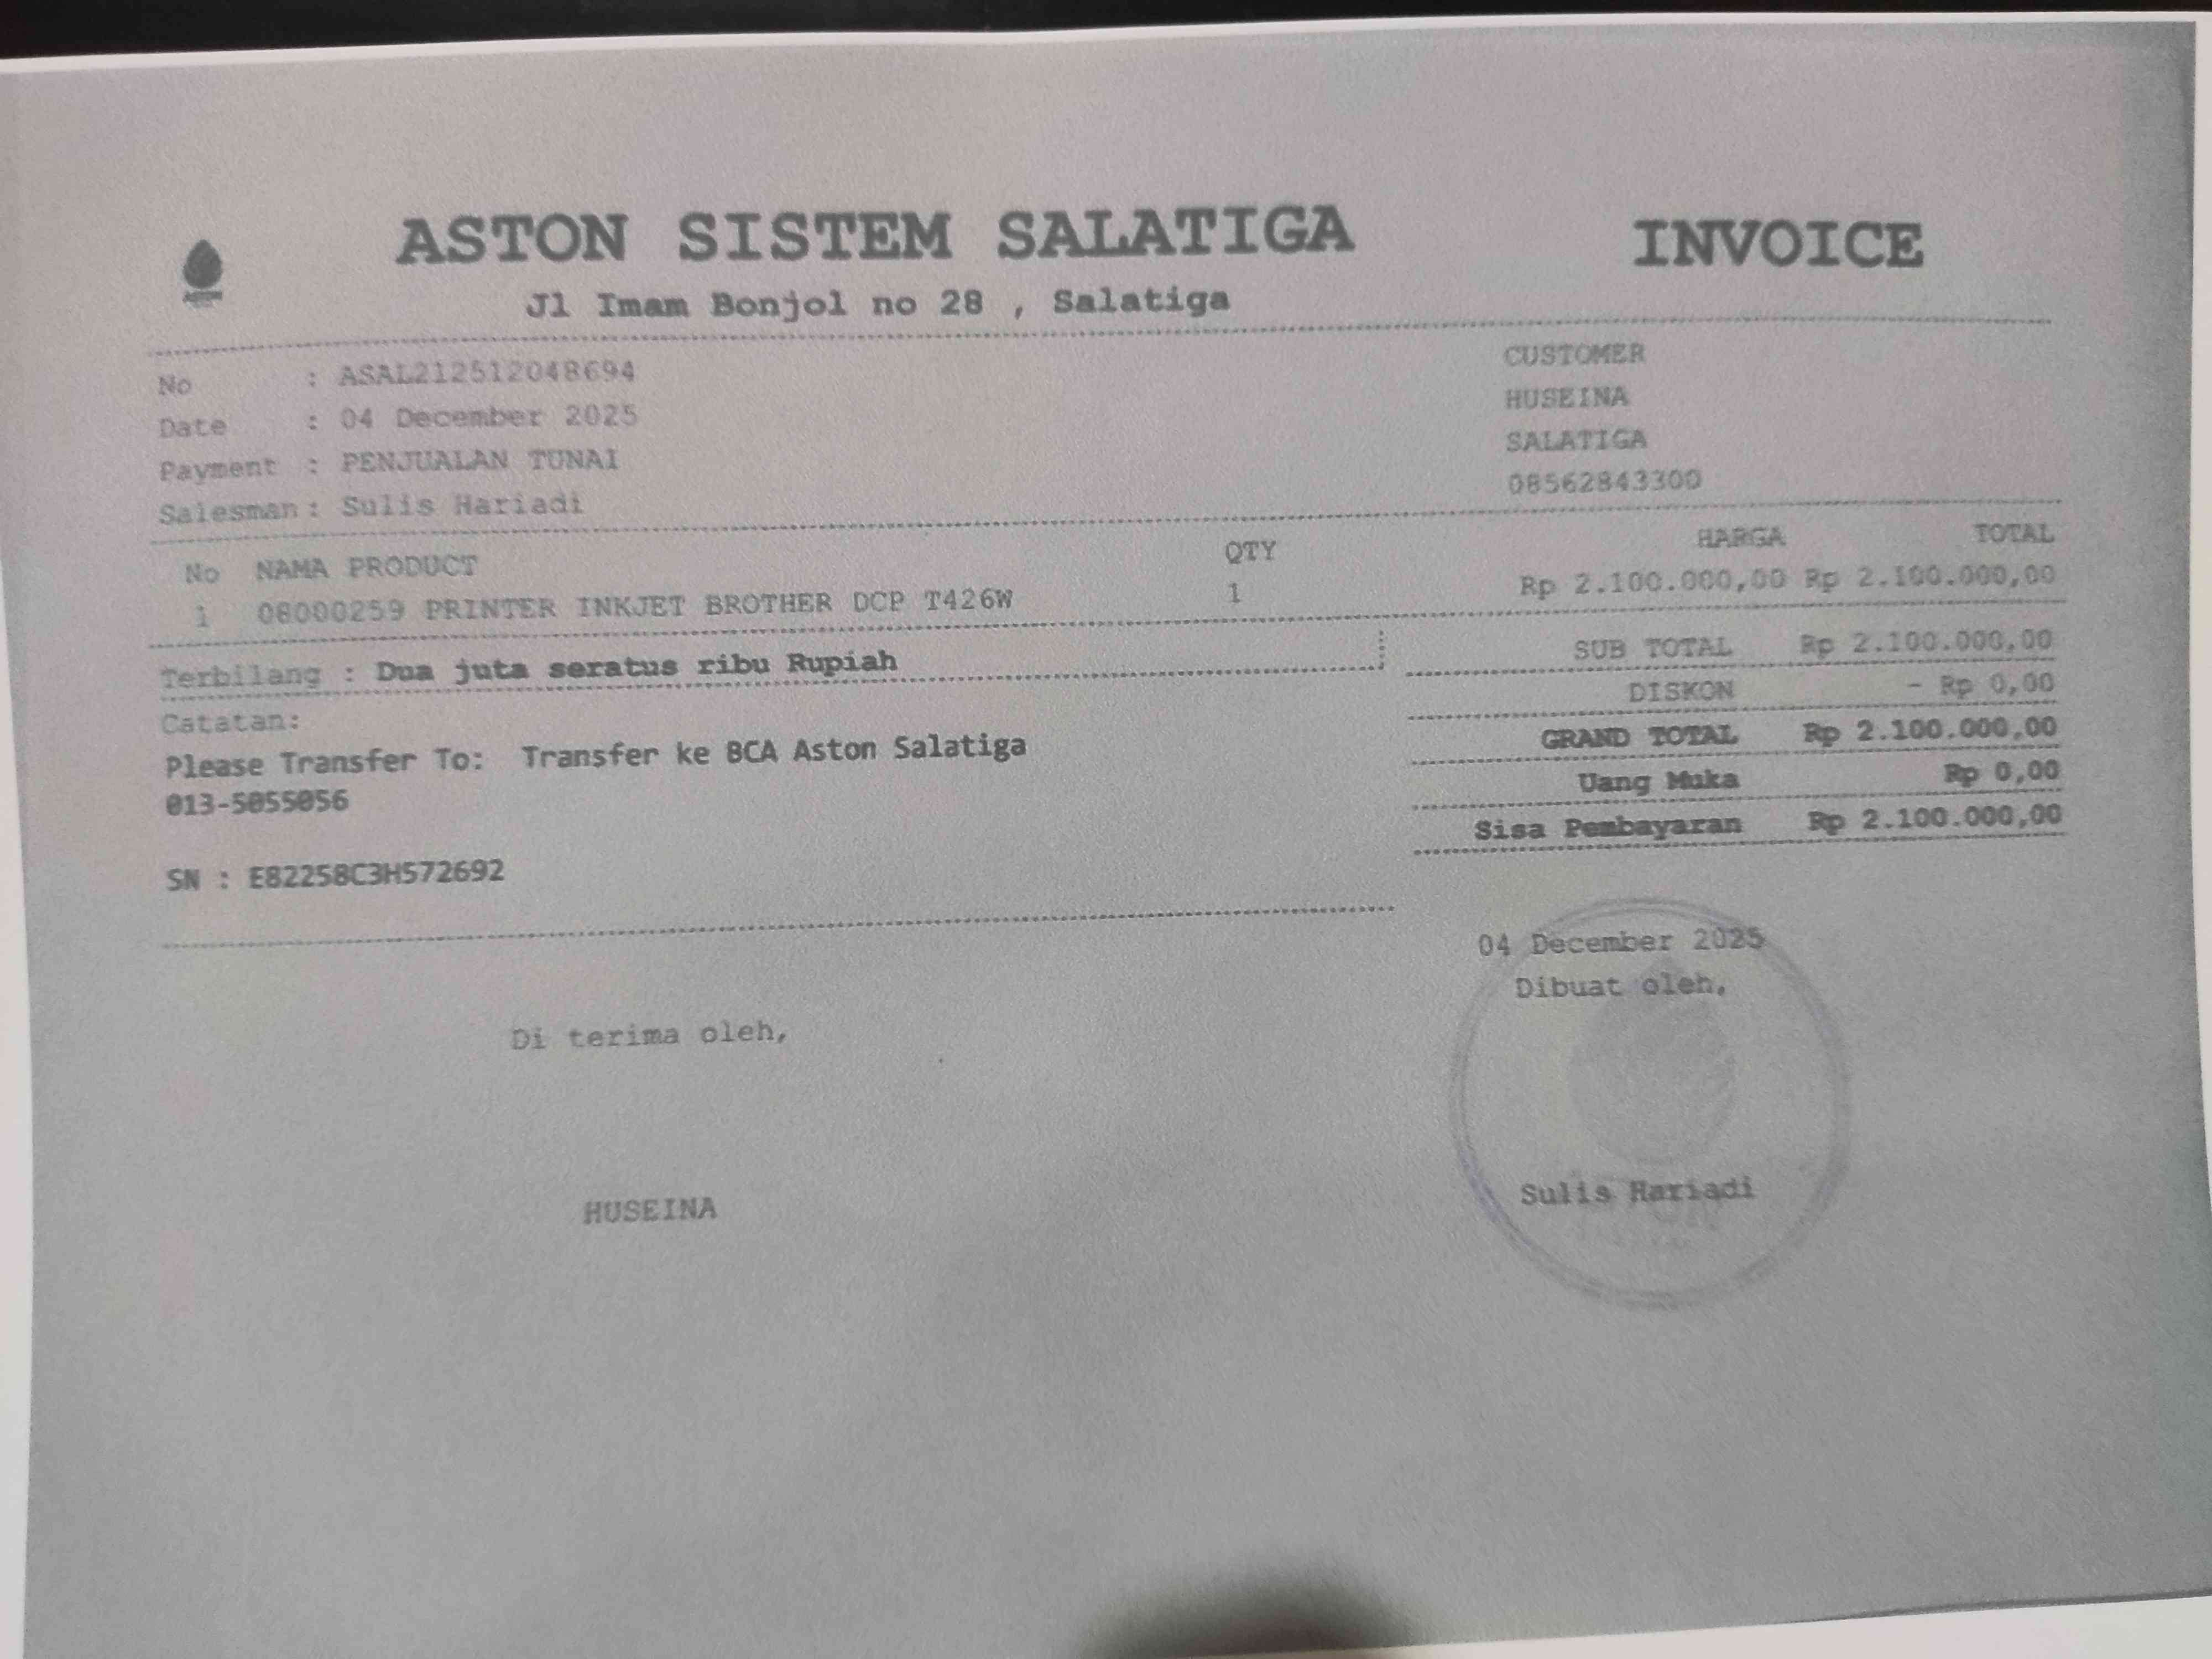 ASTON SISTEM SALATIGA
INVOICE
ASTON
Jl Imam Bonjol no 28 , Salatiga
No : ASAL212512048694
Date : 04 December 2025
Payment : PENJUALAN TUNAI
Salesman : Sulis Hariadi
CUSTOMER
HUSEINA
SALATIGA
08562843300
No NAMA PRODUCT QTY HARGA TOTAL
1 08000259 PRINTER INKJET BROTHER DCP T426W 1 Rp 2.100.000,00 Rp 2.100.000,00
Terbilang : Dua juta seratus ribu Rupiah
SUB TOTAL Rp 2.100.000,00
DISKON - Rp 0,00
GRAND TOTAL Rp 2.100.000,00
Uang Muka Rp 0,00
Sisa Pembayaran Rp 2.100.000,00
Catatan:
Please Transfer To: Transfer ke BCA Aston Salatiga
013-5055056
SN : E82258C3H572692
04 December 2025
Dibuat oleh,
Di terima oleh,
Sulis Hariadi
HUSEINA